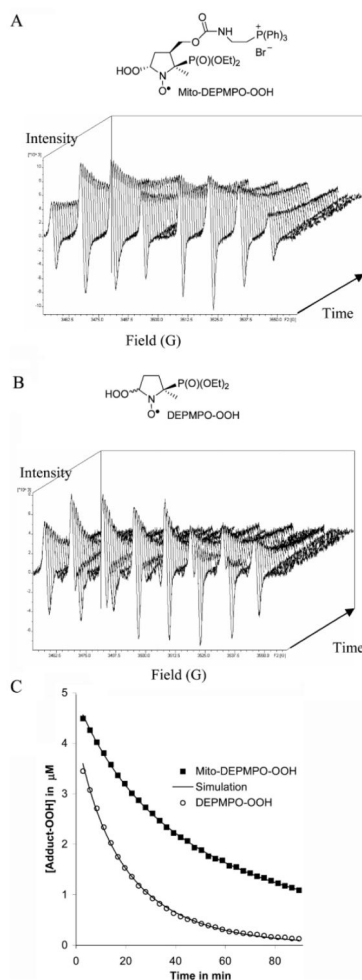 A
O
NH
P(Ph)₃
+
O
Br⁻
P(O)(OEt)₂
HOO
N
O•
Mito-DEPMPO-OOH
Intensity
Time
Field (G)
B
P(O)(OEt)₂
HOO
N
O•
DEPMPO-OOH
Intensity
Time
Field (G)
C
[Adduct-OOH] in μM
5
4
3
2
1
0
■ Mito-DEPMPO-OOH
— Simulation
○ DEPMPO-OOH
0 20 40 60 80
Time in min